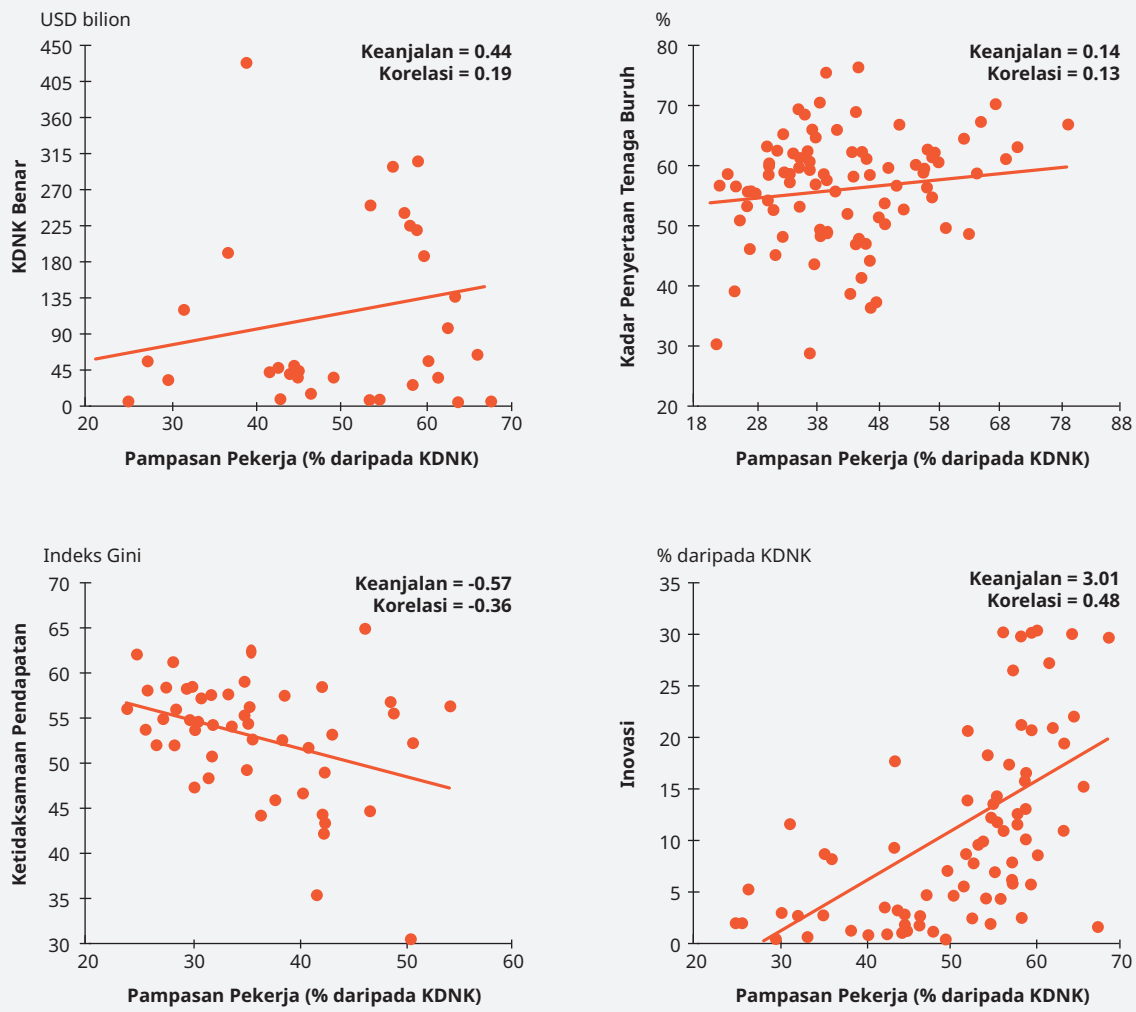 USD bilion
Keanjalan = 0.44
Korelasi = 0.19
KDNK Benar
450
405
360
315
270
225
180
135
90
45
0
20 30 40 50 60 70
Pampasan Pekerja (% daripada KDNK)
%
Keanjalan = 0.14
Korelasi = 0.13
Kadar Penyertaan Tenaga Buruh
80
70
60
50
40
30
20
18 28 38 48 58 68 78 88
Pampasan Pekerja (% daripada KDNK)
Indeks Gini
Keanjalan = -0.57
Korelasi = -0.36
Ketidaksamaan Pendapatan
70
65
60
55
50
45
40
35
30
20 30 40 50 60
Pampasan Pekerja (% daripada KDNK)
% daripada KDNK
Keanjalan = 3.01
Korelasi = 0.48
Inovasi
35
30
20
15
10
5
0
20 30 40 50 60 70
Pampasan Pekerja (% daripada KDNK)